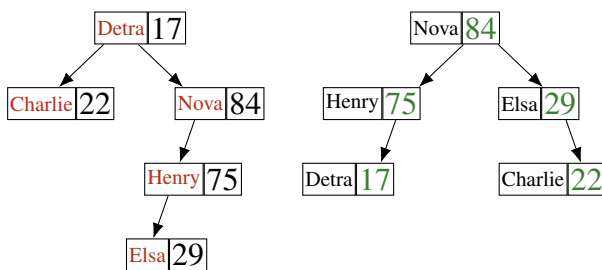 Detra 17
Nova 84
Charlie 22
Nova 84
Henry 75
Elsa 29
Henry 75
Detra 17
Charlie 22
Elsa 29